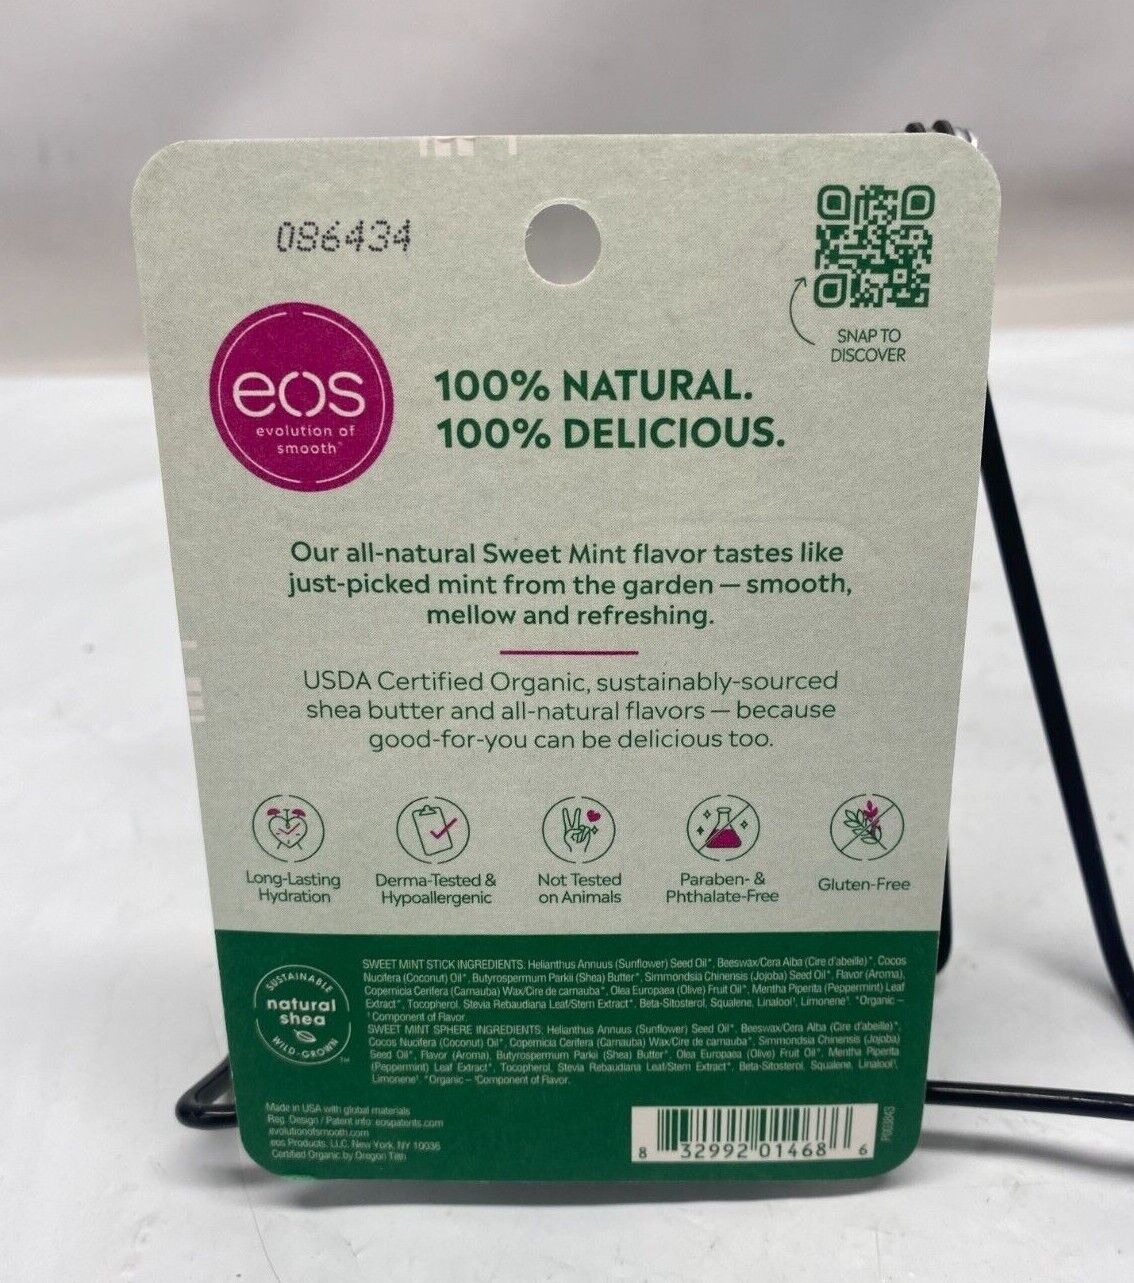 086434
SNAP TO
DISCOVER
eos
evolution of
smooth™
100% NATURAL.
100% DELICIOUS.
Our all-natural Sweet Mint flavor tastes like
just-picked mint from the garden — smooth,
mellow and refreshing.
USDA Certified Organic, sustainably-sourced
shea butter and all-natural flavors — because
good-for-you can be delicious too.
Long-Lasting
Hydration
Derma-Tested &
Hypoallergenic
Not Tested
on Animals
Paraben- &
Phthalate-Free
Gluten-Free
SUSTAINABLE
natural
shea
WILD-GROWN™
SWEET MINT STICK INGREDIENTS: Helianthus Annuus (Sunflower) Seed Oil*, Beeswax/Cera Alba (Cire d'abeille)*, Cocos
Nucifera (Coconut) Oil*, Butyrospermum Parkii (Shea) Butter*, Simmondsia Chinensis (Jojoba) Seed Oil*, Flavor (Aroma),
Copernicia Cerifera (Carnauba) Wax/Cire de carnauba*, Olea Europaea (Olive) Fruit Oil*, Mentha Piperita (Peppermint) Leaf
Extract*, Tocopherol, Stevia Rebaudiana Leaf/Stem Extract*, Beta-Sitosterol, Squalene, Linalool¹, Limonene¹. *Organic –
¹Component of Flavor.
SWEET MINT SPHERE INGREDIENTS: Helianthus Annuus (Sunflower) Seed Oil*, Beeswax/Cera Alba (Cire d'abeille)*,
Cocos Nucifera (Coconut) Oil*, Copernicia Cerifera (Carnauba) Wax/Cire de carnauba*, Simmondsia Chinensis (Jojoba)
Seed Oil*, Flavor (Aroma), Butyrospermum Parkii (Shea) Butter*, Olea Europaea (Olive) Fruit Oil*, Mentha Piperita
(Peppermint) Leaf Extract*, Tocopherol, Stevia Rebaudiana Leaf/Stem Extract*, Beta-Sitosterol, Squalene, Linalool¹,
Limonene¹. *Organic – ¹Component of Flavor.
Made in USA with global materials
Reg. Design / Patent info: eospatents.com
evolutionofsmooth.com
eos Products, LLC, New York, NY 10036
Certified Organic by Oregon Tilth
8 32992 01468 6
P003843